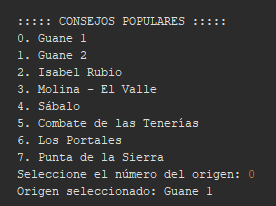 ::::: CONSEJOS POPULARES :::::
0. Guane 1
1. Guane 2
2. Isabel Rubio
3. Molina - El Valle
4. Sábalo
5. Combate de las Tenerías
6. Los Portales
7. Punta de la Sierra
Seleccione el número del origen: 0
Origen seleccionado: Guane 1